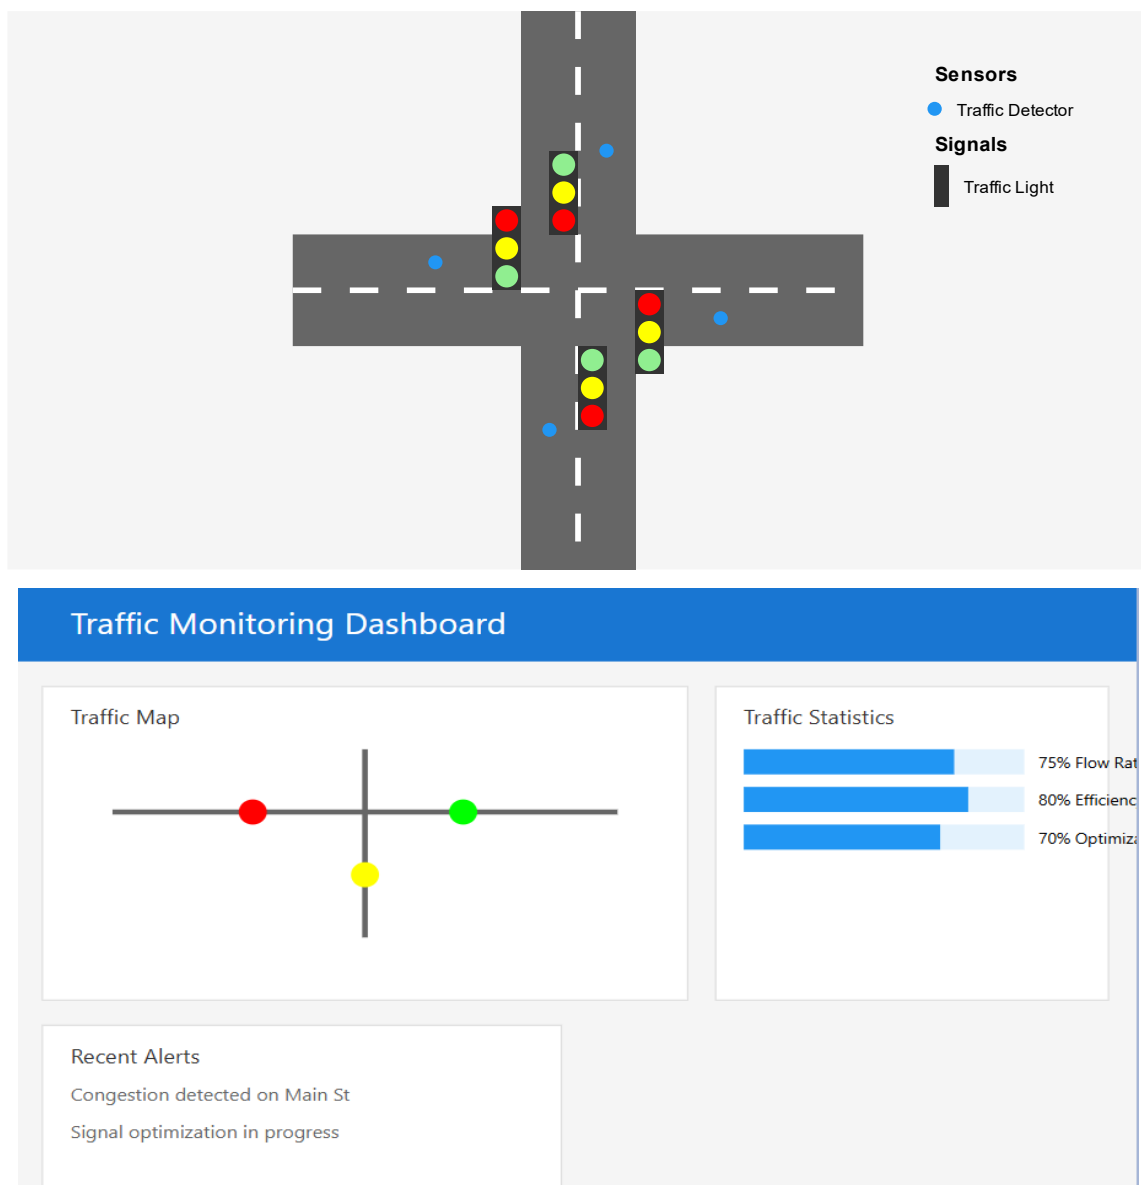 Sensors
Traffic Detector
Signals
Traffic Light
Traffic Monitoring Dashboard
Traffic Map
Traffic Statistics
75% Flow Rat
80% Efficienc
70% Optimiza
Recent Alerts
Congestion detected on Main St
Signal optimization in progress